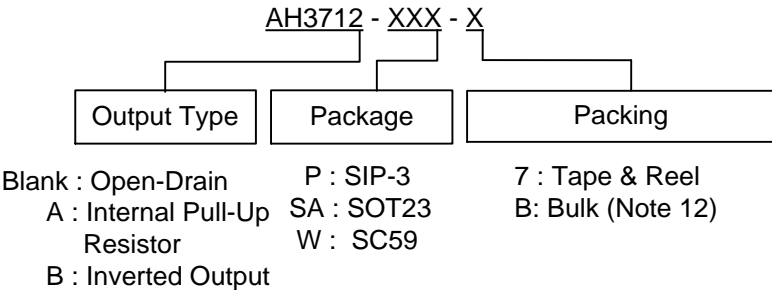 AH3712 - XXX - X
Output Type
Package
Packing
Blank : Open-Drain
A : Internal Pull-Up
Resistor
B : Inverted Output
P : SIP-3
SA : SOT23
W : SC59
7 : Tape & Reel
B: Bulk (Note 12)